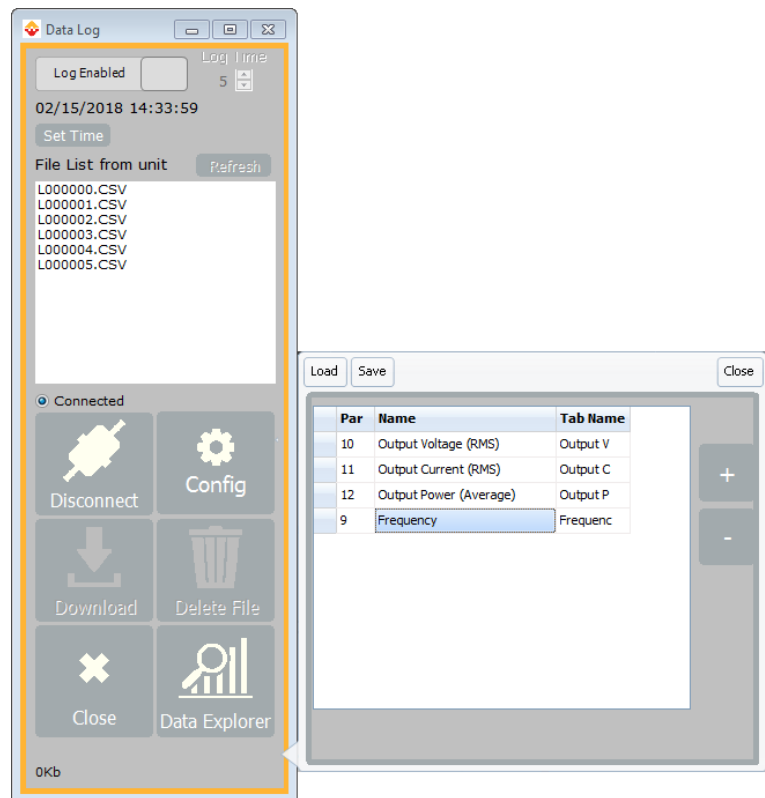 Data Log
Log Enabled
Log Time
5
02/15/2018 14:33:59
Set Time
File List from unit
Refresh
L000000.CSV
L000001.CSV
L000002.CSV
L000003.CSV
L000004.CSV
L000005.CSV
Connected
Disconnect
Config
Download
Delete File
Close
Data Explorer
0Kb
Load Save Close
Par Name Tab Name
10 Output Voltage (RMS) Output V
11 Output Current (RMS) Output C
12 Output Power (Average) Output P
9 Frequency Frequenc
+
-